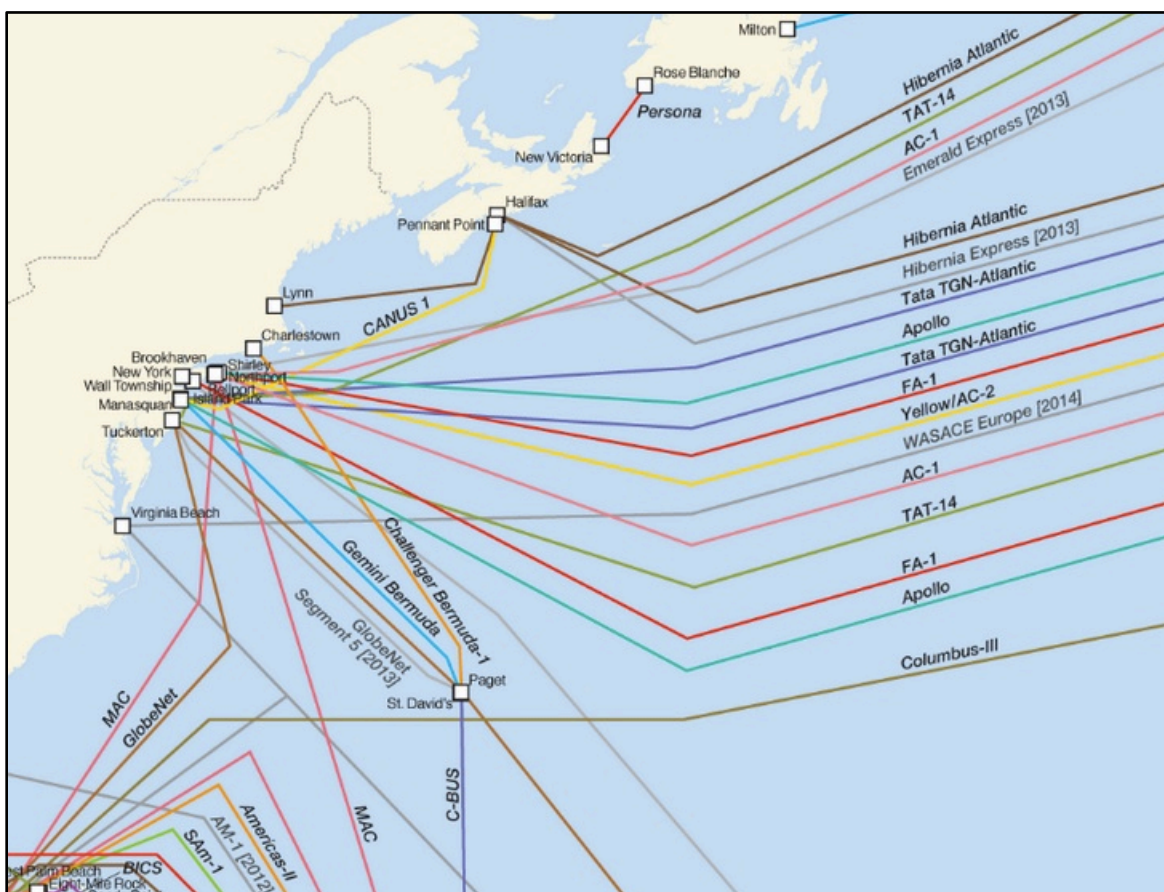 Milton
Rose Blanche
Persona
New Victoria
Halifax
Pennant Point
Hibernia Atlantic
TAT-14
AC-1
Emerald Express [2013]
Hibernia Atlantic
Hibernia Express [2013]
Tata TGN-Atlantic
Apollo
Tata TGN-Atlantic
FA-1
Yellow/AC-2
WASACE Europe [2014]
AC-1
TAT-14
FA-1
Apollo
Columbus-III
Lynn
CANUS 1
Charlestown
Brookhaven
Shirley
New York
Northport
Wall Township
Bellport
Manasquan
Island Park
Tuckerton
Virginia Beach
Challenger Bermuda-1
Gemini Bermuda
GlobeNet
Segment 5 [2013]
Paget
St. David's
MAC
GlobeNet
C-BUS
MAC
Americas-II
AM-1 [2012]
SAm-1
BICS
Palm Beach
Eight-Mile Rock